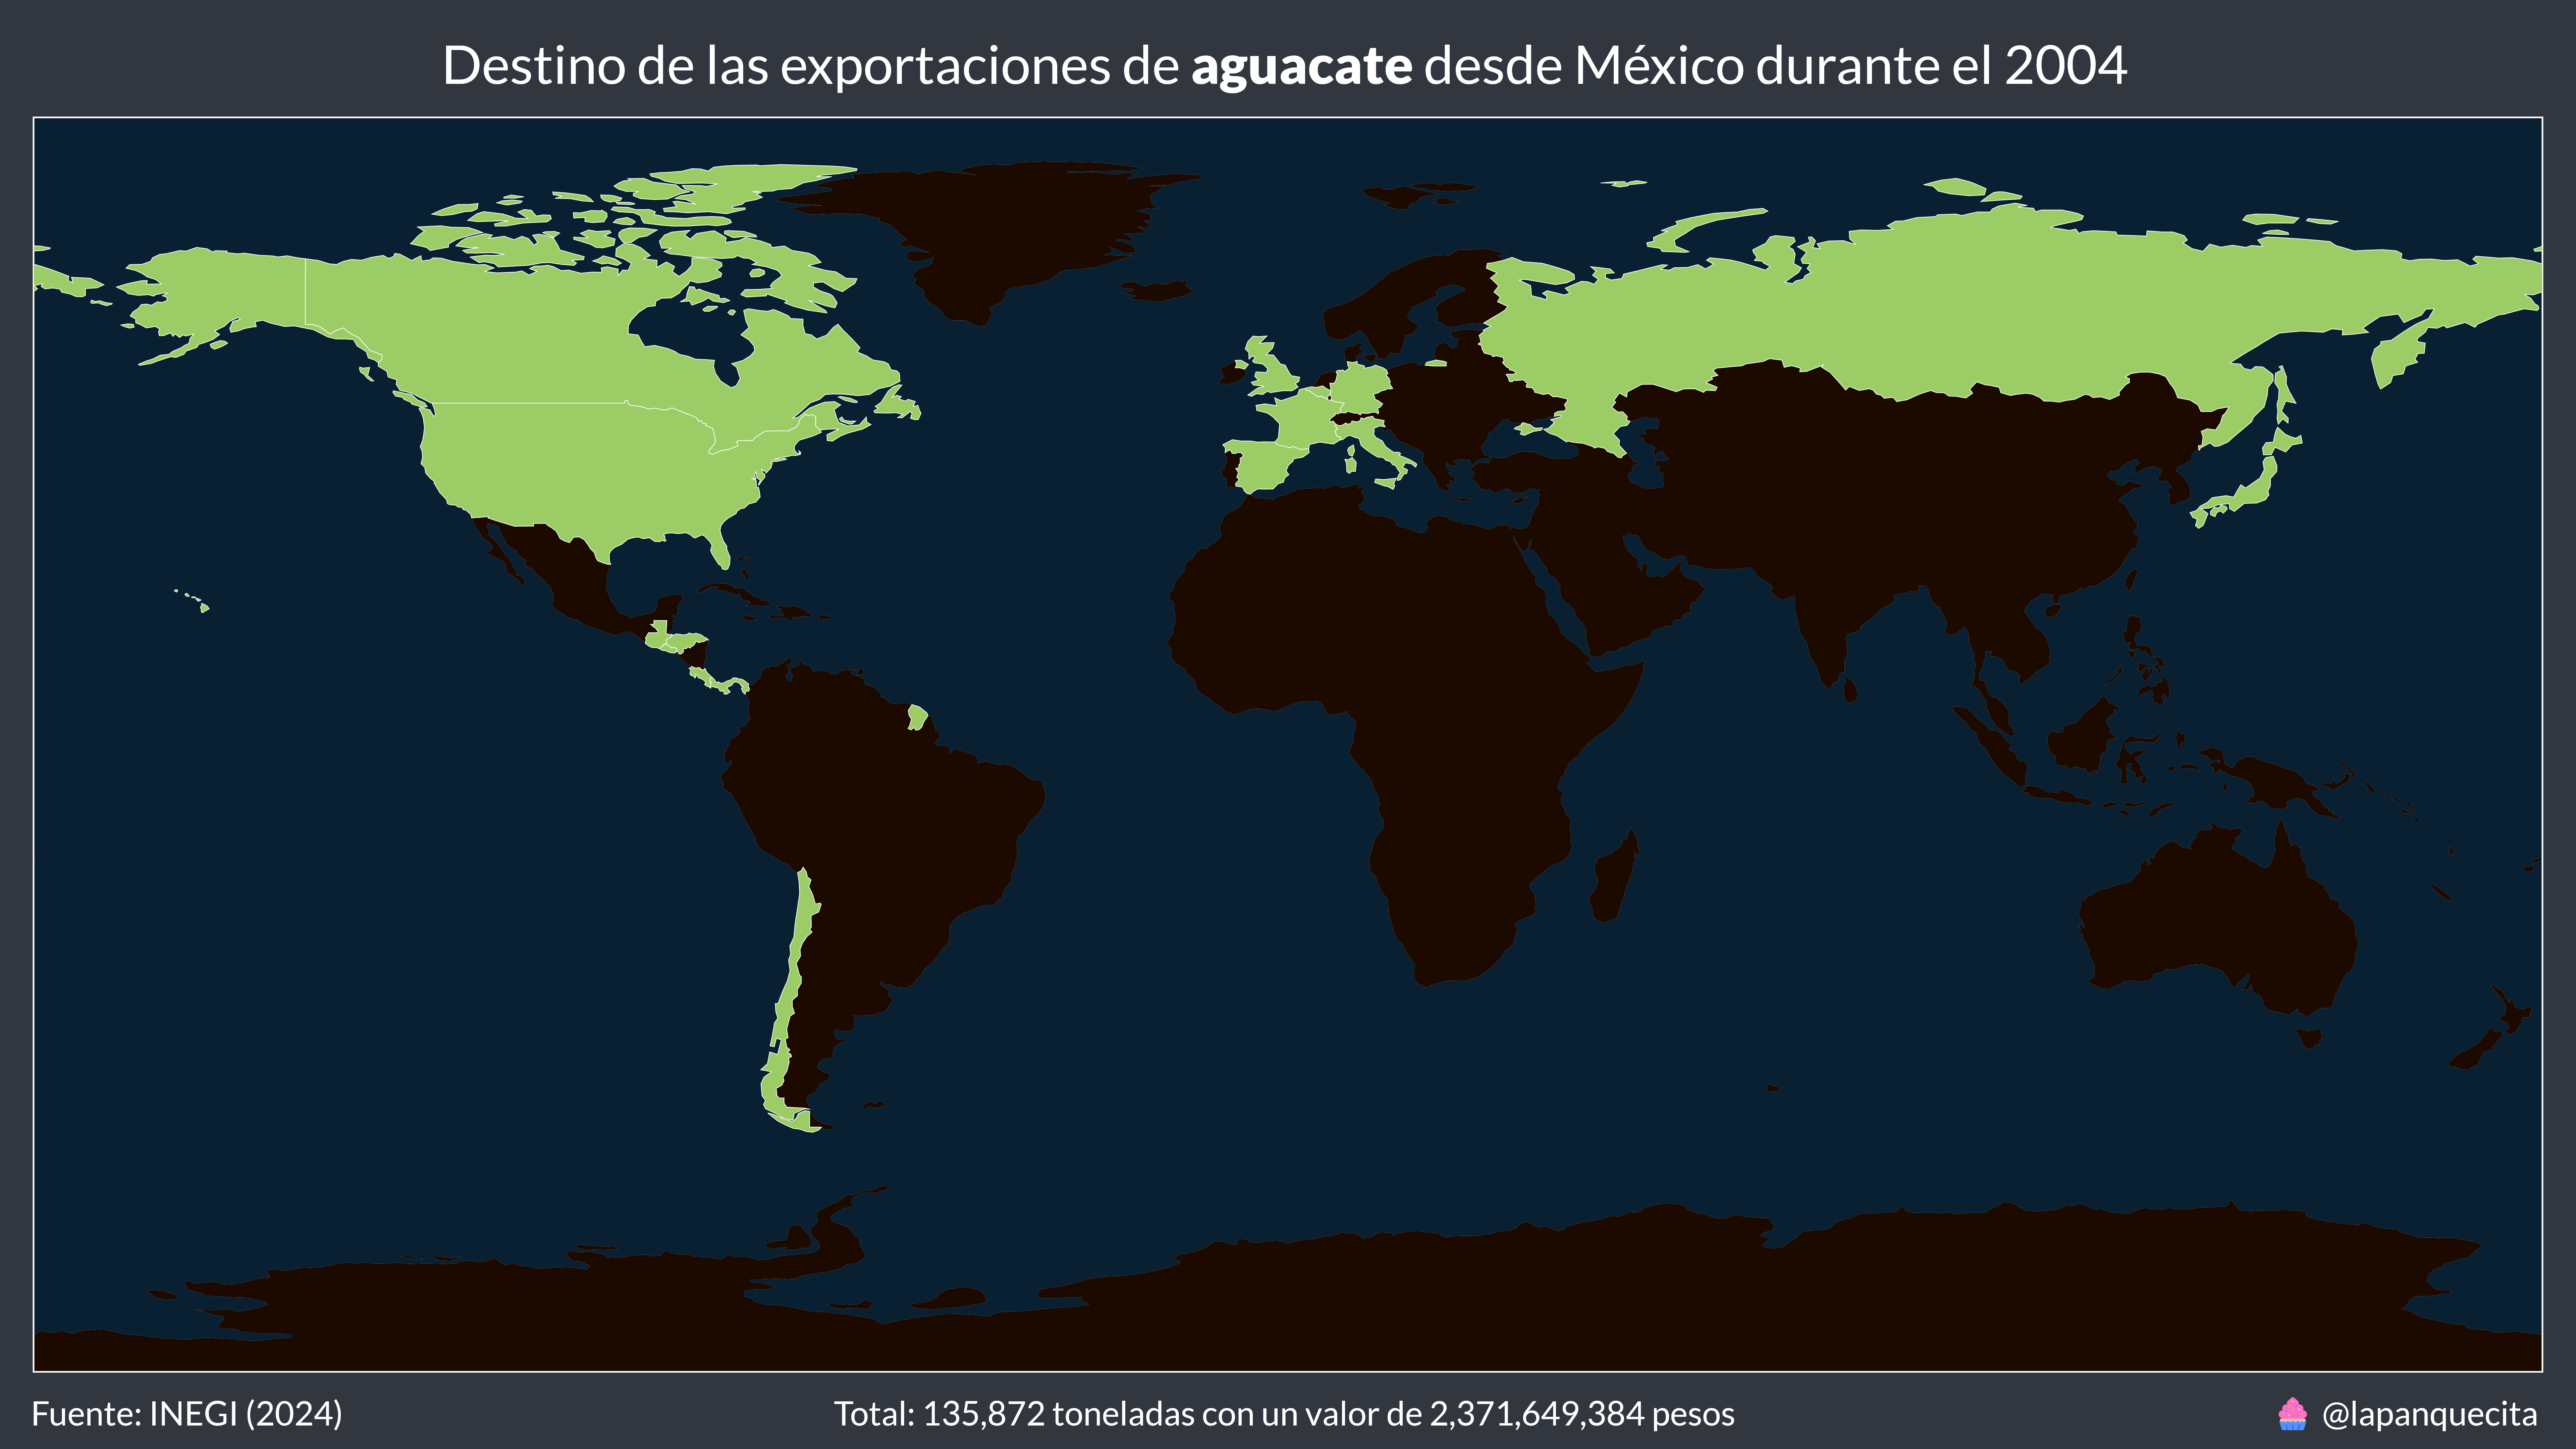 Destino de las exportaciones de aguacate desde México durante el 2004
Fuente: INEGI (2024)
Total: 135,872 toneladas con un valor de 2,371,649,384 pesos
@lapanquecita